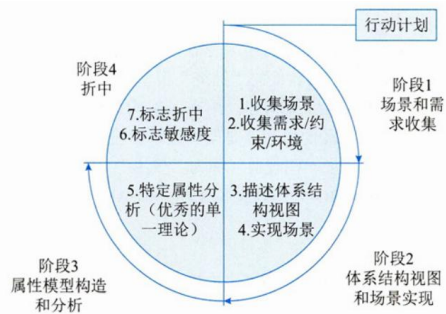 行动计划
阶段4
折中
阶段1
场景和需
求收集
7.标志折中
6.标志敏感度
1.收集场景
2.收集需求/约
束/环境
5.特定属性分
析（优秀的单
一理论）
3.描述体系结
构视图
4.实现场景
阶段3
属性模型构造
和分析
阶段2
体系结构视图
和场景实现